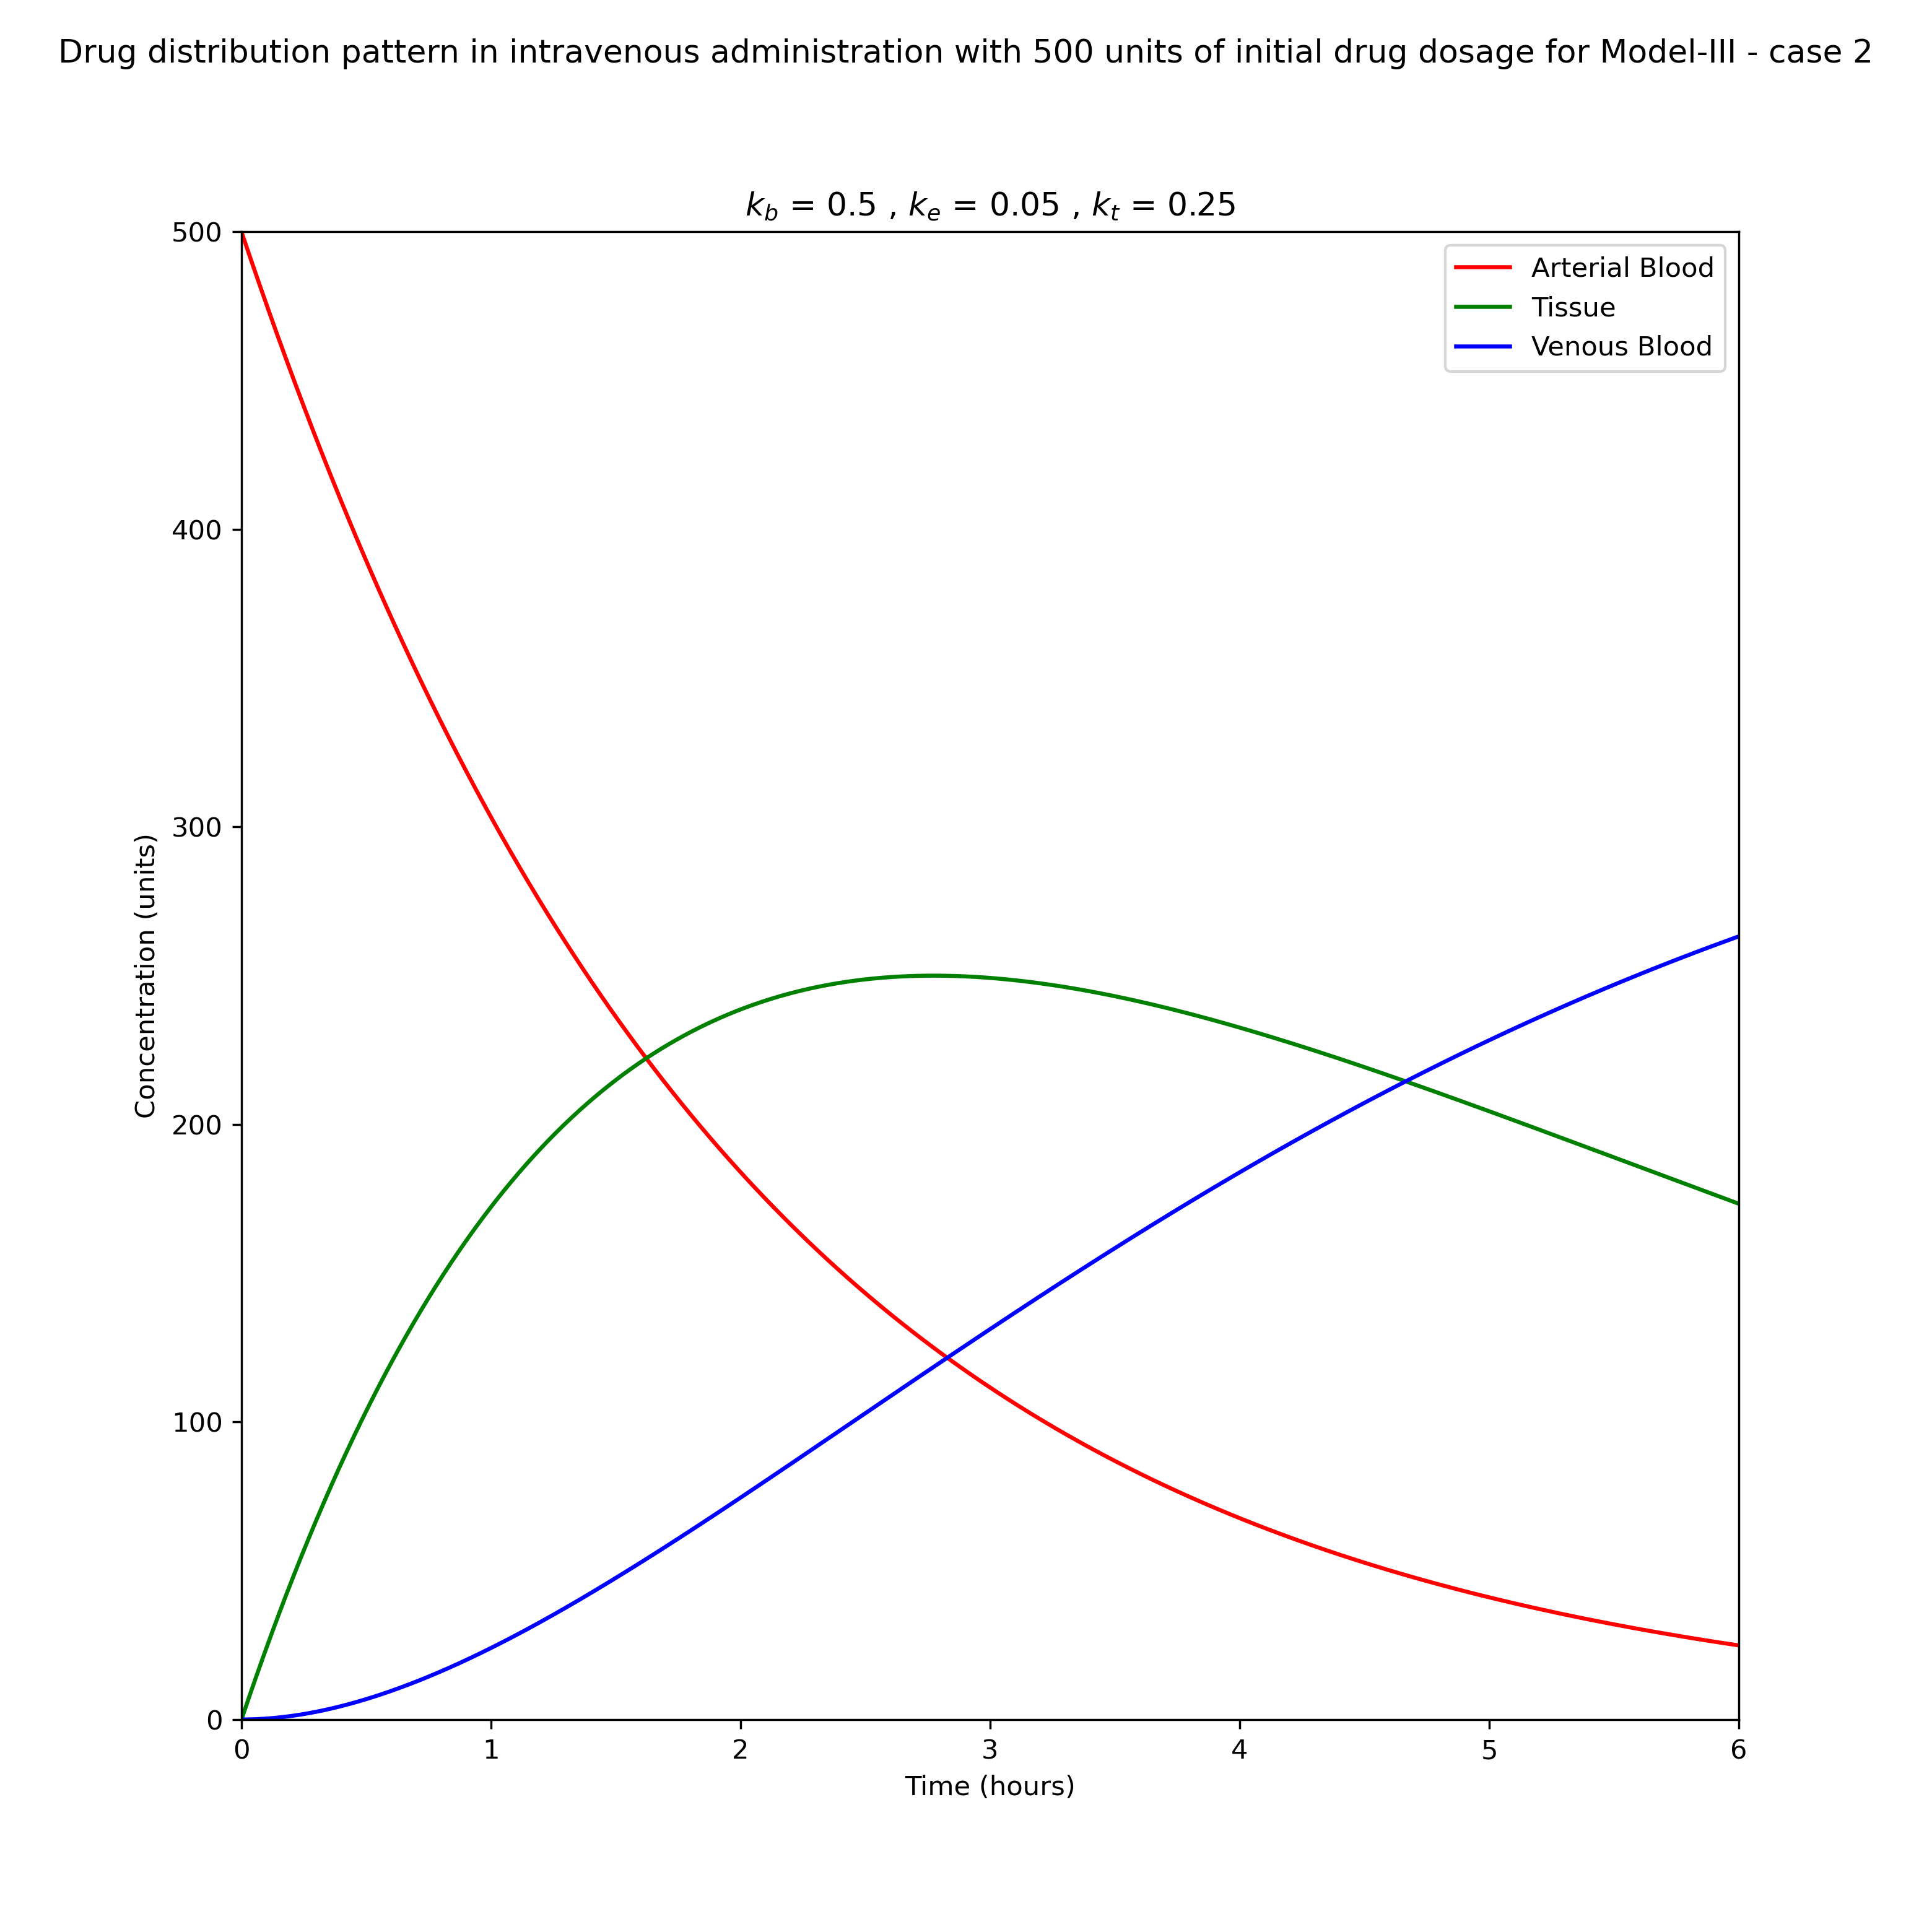 Drug distribution pattern in intravenous administration with 500 units of initial drug dosage for Model-III - case 2
k_b = 0.5 , k_e = 0.05 , k_t = 0.25
Arterial Blood
Tissue
Venous Blood
Concentration (units)
500
400
300
200
100
0
0 1 2 3 4 5 6
Time (hours)